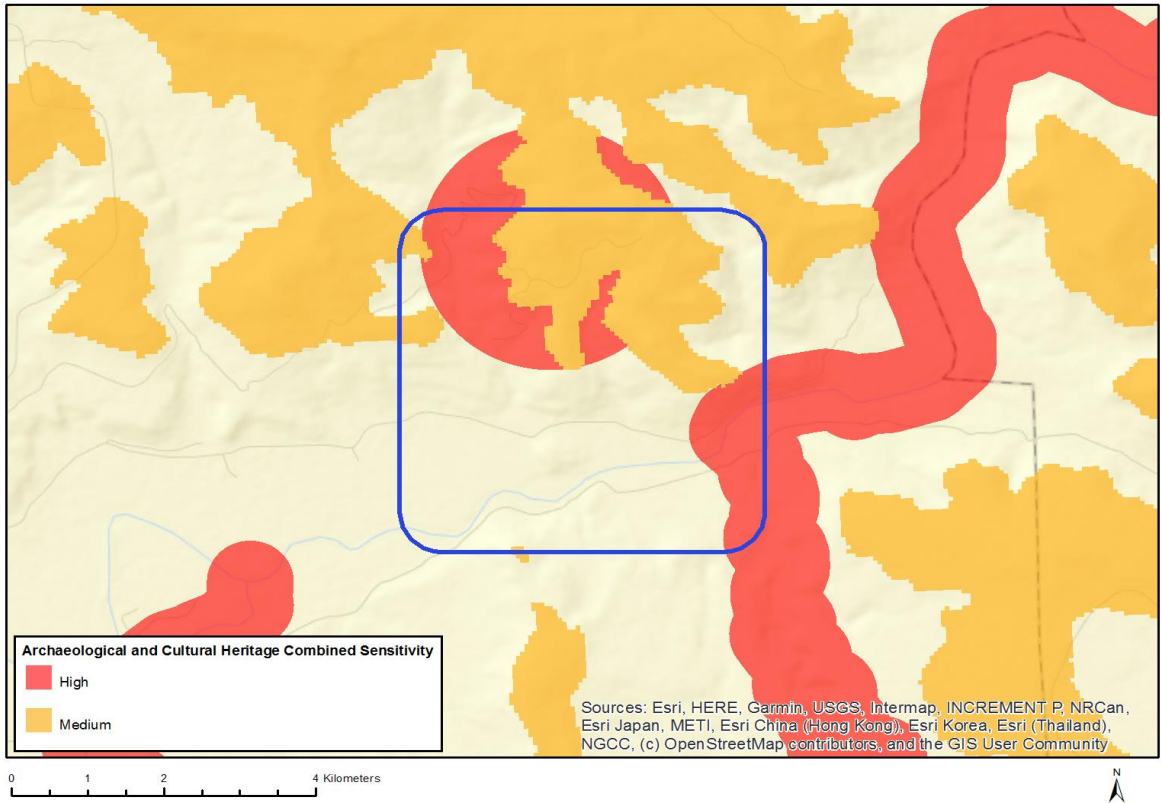 Archaeological and Cultural Heritage Combined Sensitivity
High
Medium
Sources: Esri, HERE, Garmin, USGS, Intermap, INCREMENT P, NRCan,
Esri Japan, METI, Esri China (Hong Kong), Esri Korea, Esri (Thailand),
NGCC, (c) OpenStreetMap contributors, and the GIS User Community
0 1 2 4 Kilometers
N